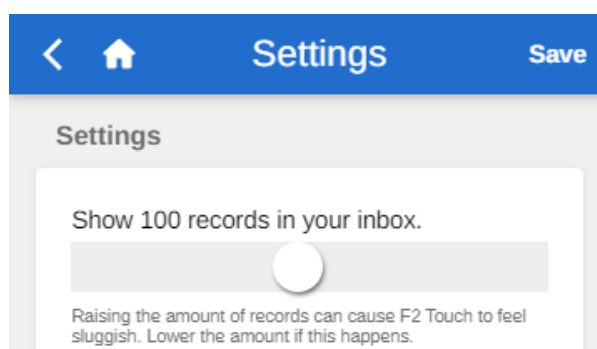 Settings
Save
Settings
Show 100 records in your inbox.
Raising the amount of records can cause F2 Touch to feel
sluggish. Lower the amount if this happens.